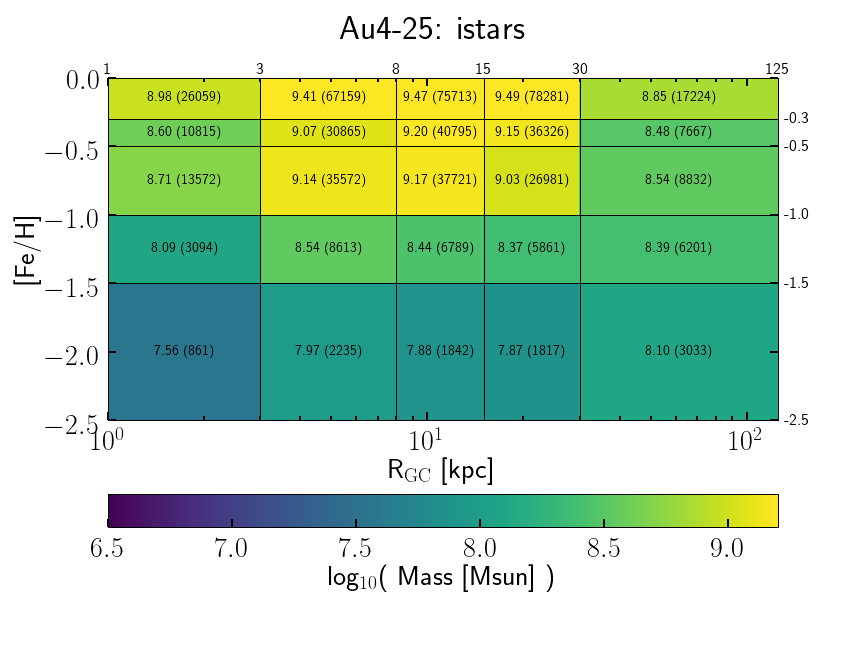 Au4-25: istars
1 3 8 15 30 125
0.0
8.98 (26059) 9.41 (67159) 9.47 (75713) 9.49 (78281) 8.85 (17224)
-0.3
8.60 (10815) 9.07 (30865) 9.20 (40795) 9.15 (36326) 8.48 (7667)
−0.5 -0.5
8.71 (13572) 9.14 (35572) 9.17 (37721) 9.03 (26981) 8.54 (8832)
−1.0 -1.0
[Fe/H]
8.09 (3094) 8.54 (8613) 8.44 (6789) 8.37 (5861) 8.39 (6201)
−1.5 -1.5
7.56 (861) 7.97 (2235) 7.88 (1842) 7.87 (1817) 8.10 (3033)
−2.0
−2.5 -2.5
10⁰ 10¹ 10²
R_GC [kpc]
6.5 7.0 7.5 8.0 8.5 9.0
log₁₀( Mass [Msun] )